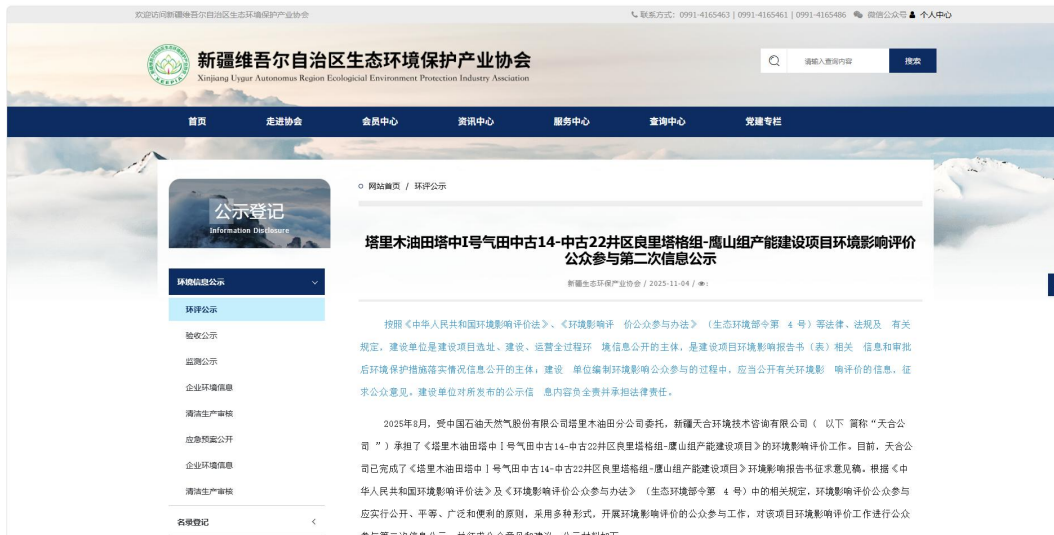 欢迎访问新疆维吾尔自治区生态环境保护产业协会
联系方式：0991-4165463 | 0991-4165461 | 0991-4165486 微信公众号 个人中心
新疆维吾尔自治区生态环境保护产业协会
Xinjiang Uygur Autonomus Region Ecologicial Environment Protection Industry Assciation
XEEPIA
请输入查询内容 搜索
首页 走进协会 会员中心 资讯中心 服务中心 查询中心 党建专栏
公示登记
Information Disclosure
环境信息公示
环评公示
验收公示
监测公示
企业环境信息
清洁生产审核
应急预案公开
企业环境信息
清洁生产审核
名录登记
网站首页 / 环评公示
塔里木油田塔中I号气田中古14-中古22井区良里塔格组-鹰山组产能建设项目环境影响评价
公众参与第二次信息公示
新疆生态环保产业协会 / 2025-11-04 /
按照《中华人民共和国环境影响评价法》、《环境影响评 价公众参与办法》 （生态环境部令第 4 号）等法律、法规及 有关
规定，建设单位是建设项目选址、建设、运营全过程环 境信息公开的主体，是建设项目环境影响报告书（表）相关 信息和审批
后环境保护措施落实情况信息公开的主体；建设 单位编制环境影响公众参与的过程中，应当公开有关环境影 响评价的信息，征
求公众意见。建设单位对所发布的公示信 息内容负全责并承担法律责任。
2025年8月，受中国石油天然气股份有限公司塔里木油田分公司委托，新疆天合环境技术咨询有限公司（ 以下 简称“天合公
司 ”）承担了《塔里木油田塔中Ⅰ号气田中古14-中古22井区良里塔格组-鹰山组产能建设项目》的环境影响评价工作。目前，天合公
司已完成了《塔里木油田塔中Ⅰ号气田中古14-中古22井区良里塔格组-鹰山组产能建设项目》环境影响报告书征求意见稿。根据《中
华人民共和国环境影响评价法》及《环境影响评价公众参与办法》 （生态环境部令第 4 号）中的相关规定，环境影响评价公众参与
应实行公开、平等、广泛和便利的原则，采用多种形式，开展环境影响评价的公众参与工作，对该项目环境影响评价工作进行公众